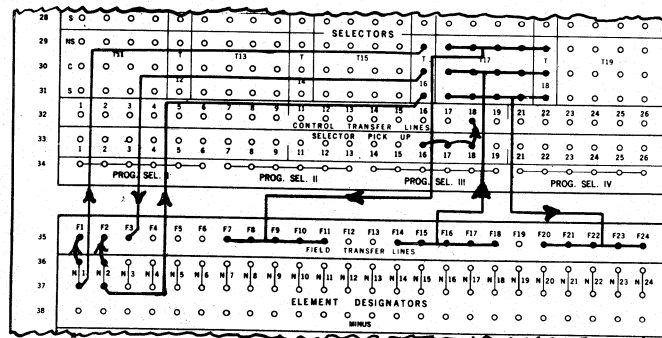 28 S
SELECTORS
29 NS T T13 T T15 T T17 T T19
30 C 12 14 16 18
31 S
1 2 3 4 5 6 7 8 9 11 12 13 14 15 16 17 18 19 21 22 23 24 25 26
32
CONTROL TRANSFER LINES
SELECTOR PICK UP
33
1 2 3 4 5 6 7 8 9 11 12 13 14 15 16 17 18 19 21 22 23 24 25 26
34
PROG. SEL. I PROG. SEL. II PROG. SEL. III PROG. SEL. IV
F1 F2 F3 F4 F5 F6 F7 F8 F9 F10 F11 F12 F13 F14 F15 F16 F17 F18 F19 F20 F21 F22 F23 F24
35
FIELD TRANSFER LINES
36
N 1 N 2 N 3 N 4 N 5 N 6 N 7 N 8 N 9 N 10 N 11 N 12 N 13 N 14 N 15 N 16 N 17 N 18 N 19 N 20 N 21 N 22 N 23 N 24
37
ELEMENT DESIGNATORS
38
MINUS